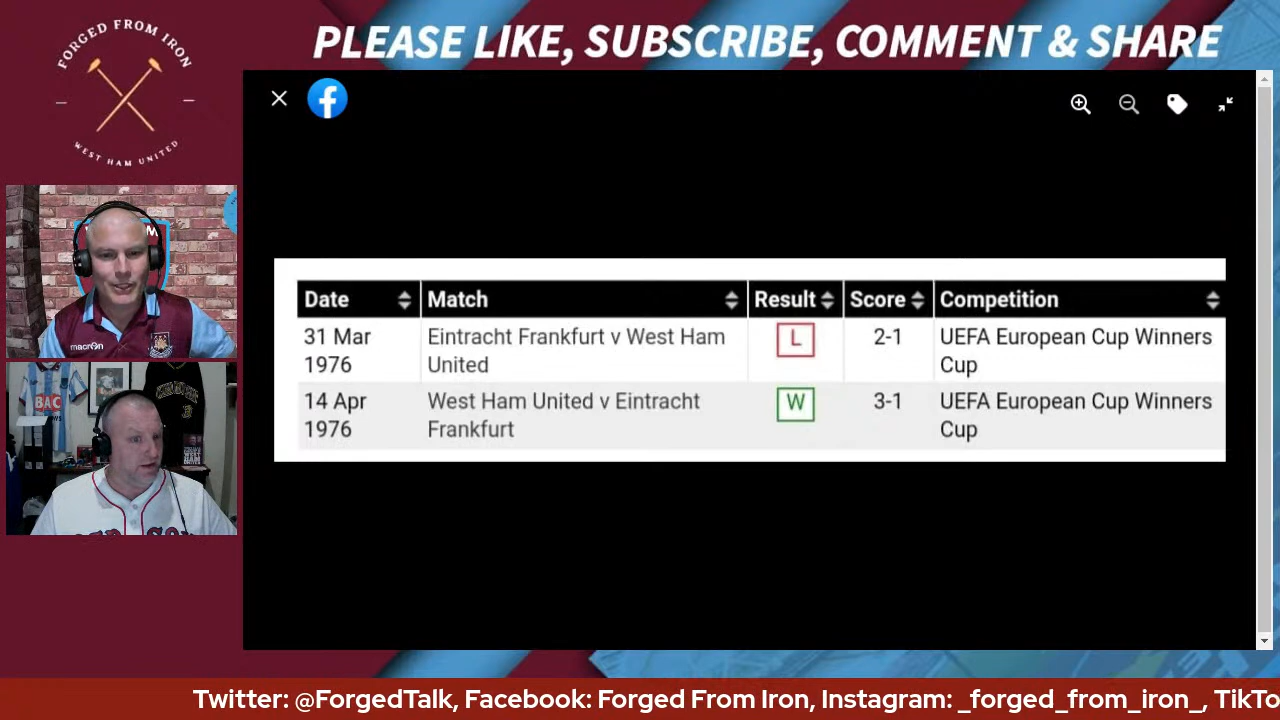 FORGED FROM IRON
WEST HAM UNITED
PLEASE LIKE, SUBSCRIBE, COMMENT & SHARE
macron
BAC
Date Match Result Score Competition
31 Mar 1976 Eintracht Frankfurt v West Ham United L 2-1 UEFA European Cup Winners Cup
14 Apr 1976 West Ham United v Eintracht Frankfurt W 3-1 UEFA European Cup Winners Cup
Twitter: @ForgedTalk, Facebook: Forged From Iron, Instagram: _forged_from_iron_, TikTo